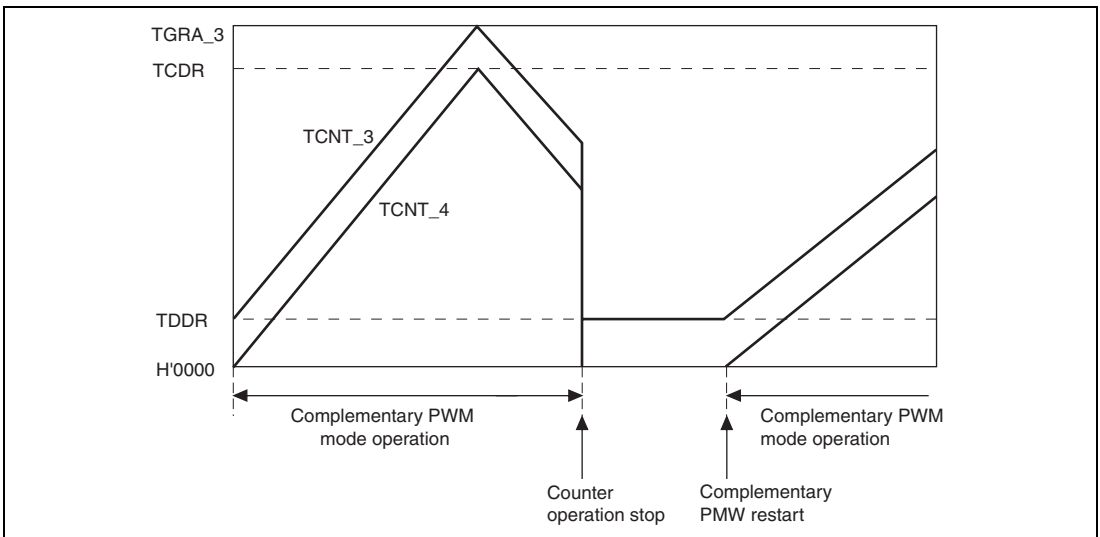 TGRA_3
TCDR
TCNT_3
TCNT_4
TDDR
H'0000
Complementary PWM
mode operation
Complementary PWM
mode operation
Counter
operation stop
Complementary
PMW restart